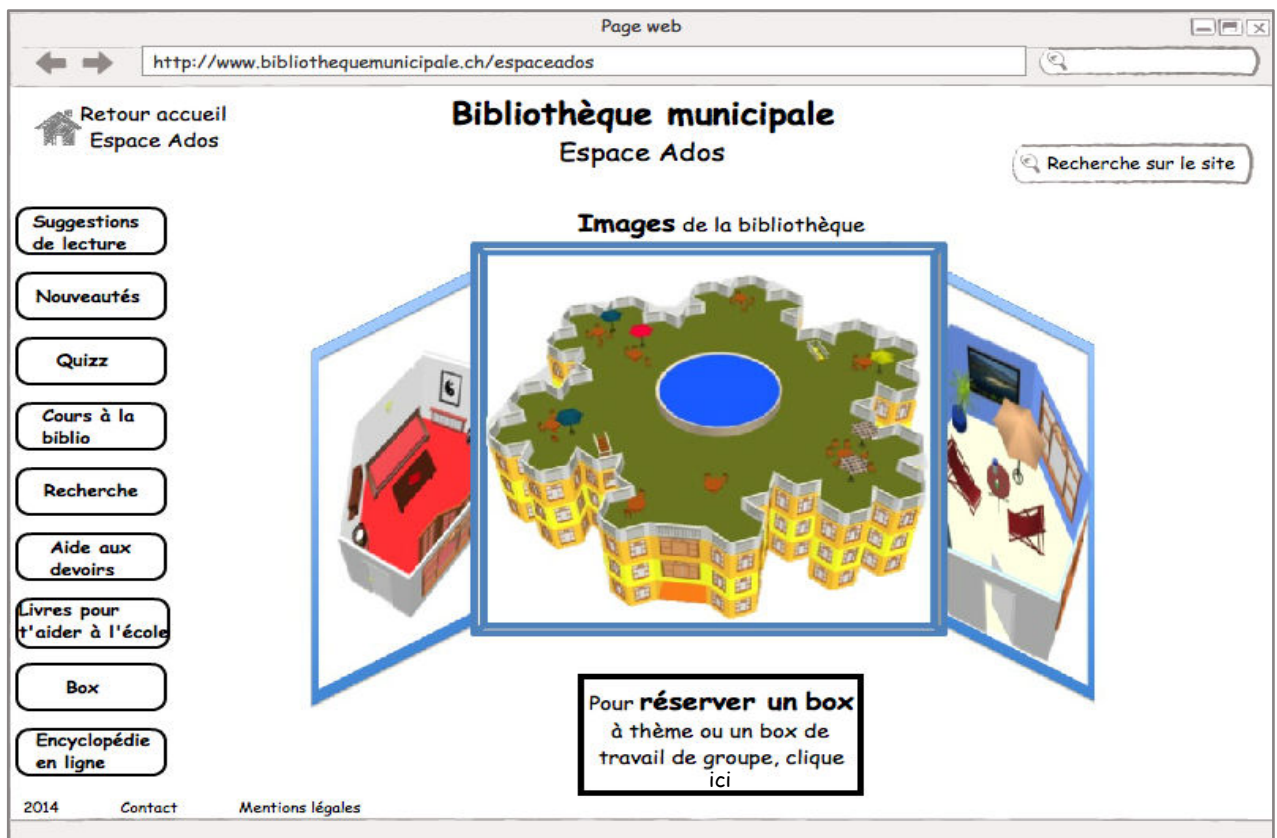 Page web
http://www.bibliothequemunicipale.ch/espaceados
Retour accueil
Espace Ados
Bibliothèque municipale
Espace Ados
Recherche sur le site
Suggestions
de lecture
Nouveautés
Quizz
Cours à la
biblio
Recherche
Aide aux
devoirs
Livres pour
t'aider à l'école
Box
Encyclopédie
en ligne
Images de la bibliothèque
Pour réserver un box
à thème ou un box de
travail de groupe, clique
ici
2014 Contact Mentions légales